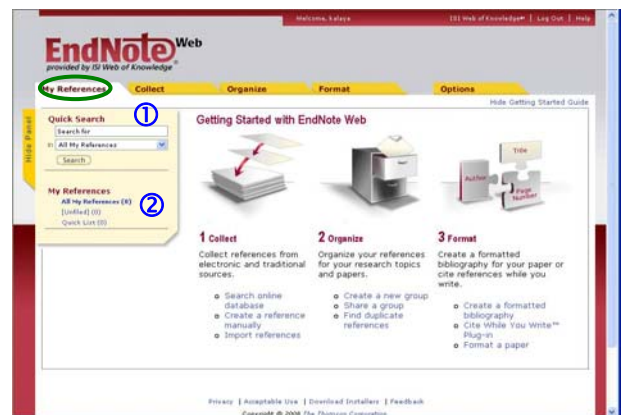 Welcome, kalaya
ISI Web of Knowledge | Log Out | Help
EndNote Web
provided by ISI Web of Knowledge
My References
Collect
Organize
Format
Options
Hide Getting Started Guide
Hide Panel
Quick Search
①
Search for
in All My References
Search
My References
All My References (8)
②
[Unfiled] (0)
Quick List (0)
Getting Started with EndNote Web
Title
Author
Page Number
1 Collect
Collect references from
electronic and traditional
sources.
o Search online
database
o Create a reference
manually
o Import references
2 Organize
Organize your references
for your research topics
and papers.
o Create a new group
o Share a group
o Find duplicate
references
3 Format
Create a formatted
bibliography for your paper or
cite references while you
write.
o Create a formatted
bibliography
o Cite While You Write™
Plug-in
o Format a paper
Privacy | Acceptable Use | Download Installers | Feedback
Copyright © 2008 The Thomson Corporation